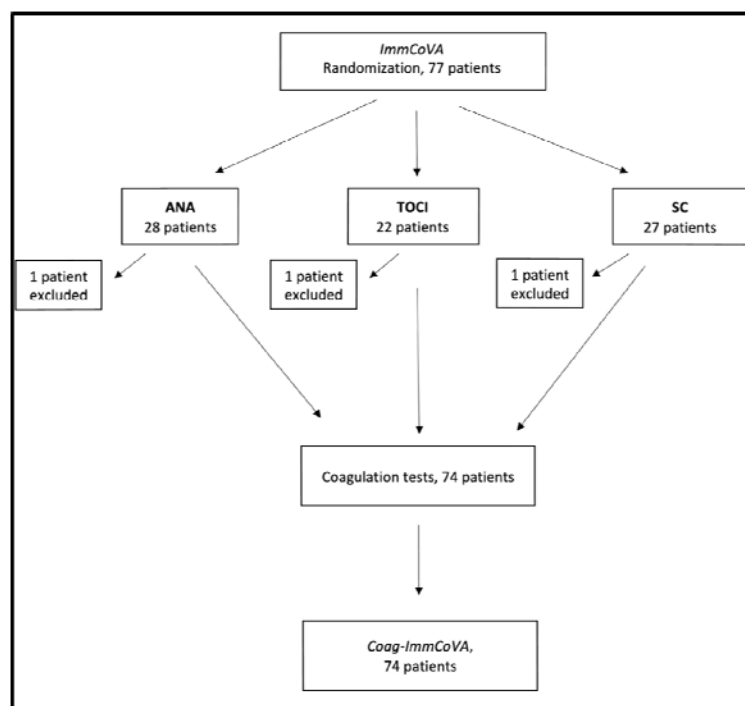 ImmCoVA
Randomization, 77 patients
ANA
28 patients
TOCI
22 patients
SC
27 patients
1 patient
excluded
1 patient
excluded
1 patient
excluded
Coagulation tests, 74 patients
Coag-ImmCoVA,
74 patients